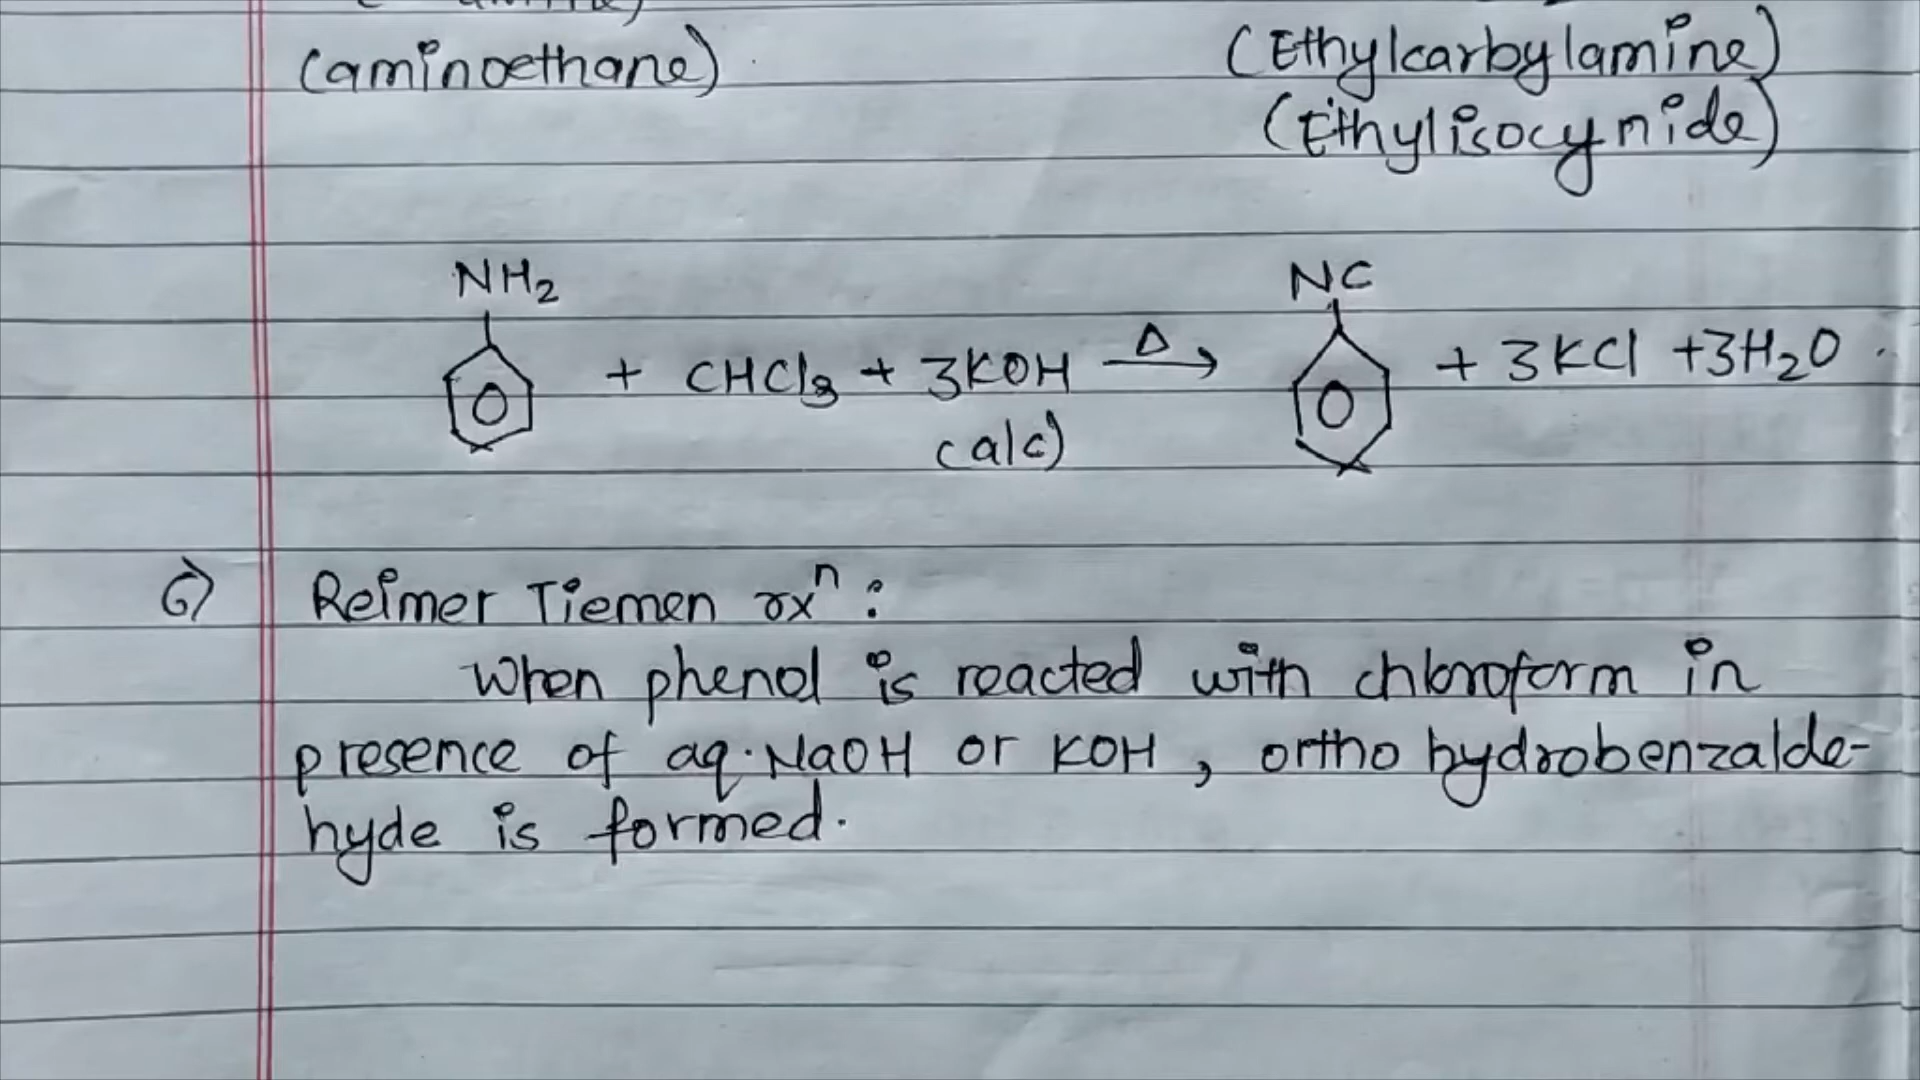 (aminoethane)
(Ethylcarbylamine)
(Ethylisocynide)
NH₂ NC
+ CHCl₃ + 3KOH Δ→ + 3KCl +3H₂O .
(alc)
6) Reimer Tiemen rxⁿ :
When phenol is reacted with chloroform in
presence of aq. NaOH or KOH , ortho hydrobenzalde-
hyde is formed.